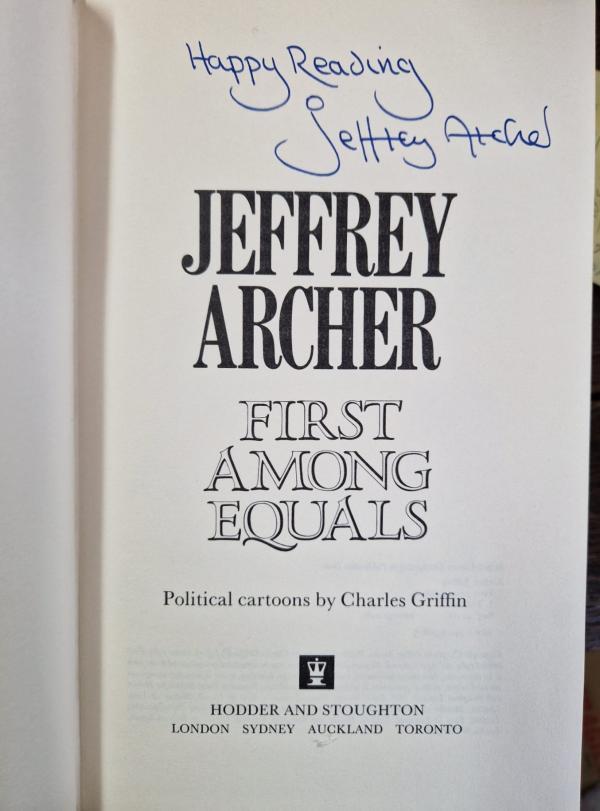 Happy Reading
Jeffrey Archer
JEFFREY
ARCHER
FIRST
AMONG
EQUALS
Political cartoons by Charles Griffin
HODDER AND STOUGHTON
LONDON SYDNEY AUCKLAND TORONTO